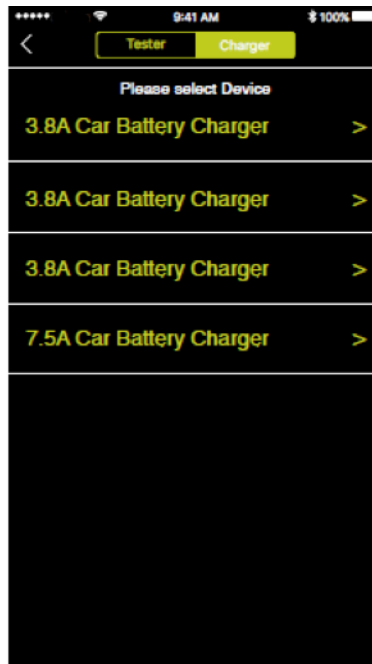 9:41 AM 100%
< Tester Charger
Please select Device
3.8A Car Battery Charger >
3.8A Car Battery Charger >
3.8A Car Battery Charger >
7.5A Car Battery Charger >